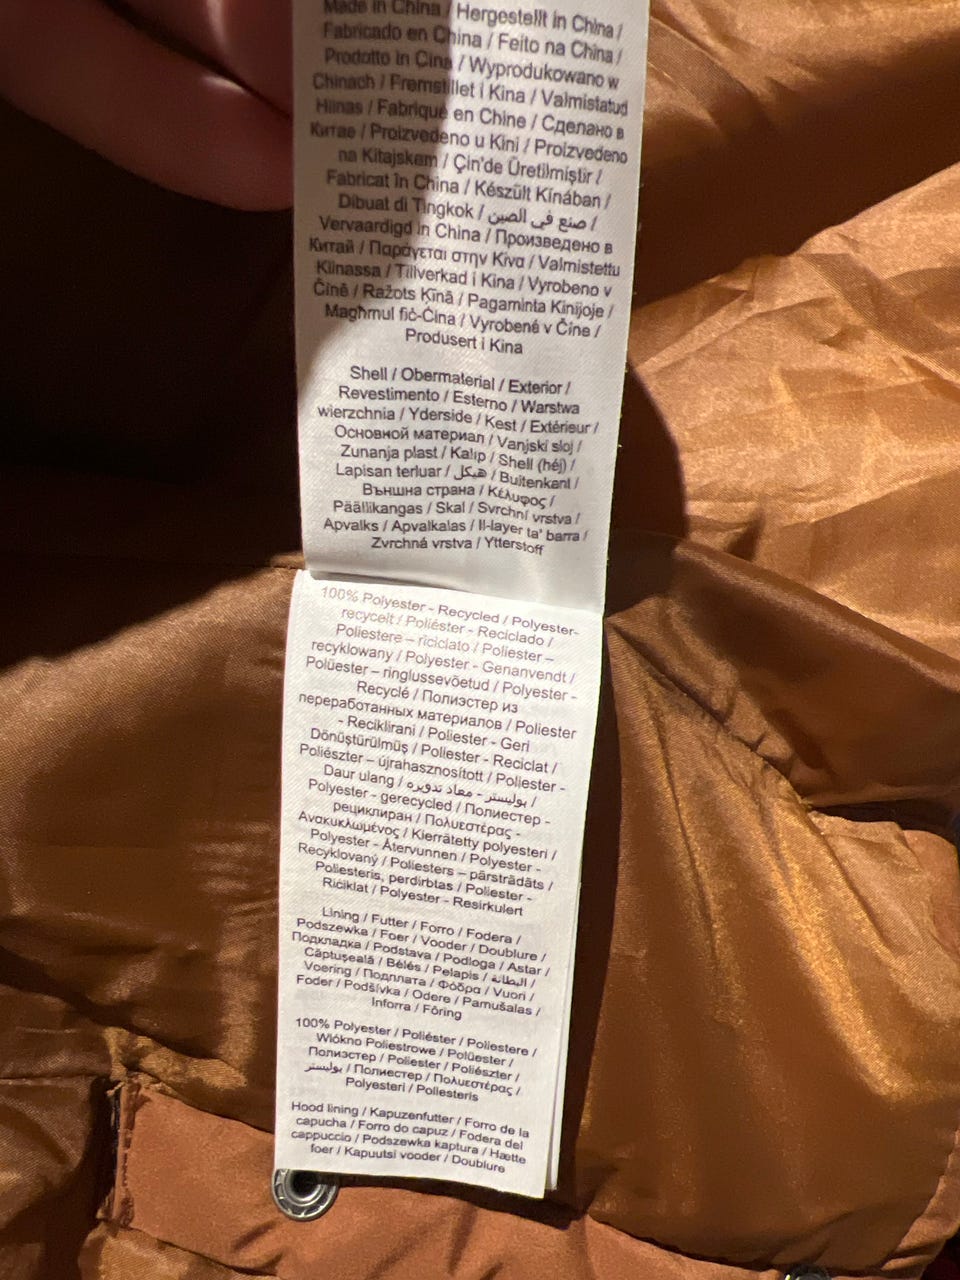 Made in China / Hergestellt in China /
Fabricado en China / Feito na China /
Prodotto in Cina / Wyprodukowano w
Chinach / Fremstillet i Kina / Valmistatud
Hiinas / Fabriqué en Chine / Сделано в
Китае / Proizvedeno u Kini / Proizvedeno
na Kitajskem / Çin'de Üretilmiştir /
Fabricat în China / Készült Kínában /
Dibuat di Tingkok / صنع في الصين /
Vervaardigd in China / Произведено в
Китай / Παράγεται στην Κίνα / Valmistettu
Kiinassa / Tillverkad i Kina / Vyrobeno v
Číně / Ražots Ķīnā / Pagaminta Kinijoje /
Magħmul fiċ-Ċina / Vyrobené v Číne /
Produsert i Kina
Shell / Obermaterial / Exterior /
Revestimento / Esterno / Warstwa
wierzchnia / Yderside / Kest / Extérieur /
Основной материал / Vanjski sloj /
Zunanja plast / Kalıp / Shell (héj) /
Lapisan terluar / هيكل / Buitenkant /
Външна страна / Κέλυφος /
Päällikangas / Skal / Svrchní vrstva /
Apvalks / Apvalkalas / Il-layer ta' barra /
Zvrchná vrstva / Ytterstoff
100% Polyester - Recycled / Polyester-
recycelt / Poliéster - Reciclado /
Poliestere – riciclato / Poliester –
recyklowany / Polyester - Genanvendt /
Polüester – ringlussevõetud / Polyester -
Recyclé / Полиэстер из
переработанных материалов / Poliester
- Reciklirani / Poliester - Geri
Dönüştürülmüş / Poliester - Reciclat /
Poliészter – újrahasznosított / Poliester -
Daur ulang / بوليستر - معاد تدويره /
Polyester - gerecycled / Полиестер -
рециклиран / Πολυεστέρας -
Ανακυκλωμένος / Kierrätetty polyesteri /
Polyester - Återvunnen / Polyester -
Recyklovaný / Poliesters – pārstrādāts /
Poliesteris, perdirbtas / Poliester -
Riċiklat / Polyester - Resirkulert
Lining / Futter / Forro / Fodera /
Podszewka / Foer / Vooder / Doublure /
Подкладка / Podstava / Podloga / Astar /
Căptușeală / Bélés / Pelapis / البطانة /
Voering / Подплата / Φόδρα / Vuori /
Foder / Podšívka / Odere / Pamušalas /
Inforra / Fôring
100% Polyester / Poliéster / Poliestere /
Włókno Poliestrowe / Polüester /
Полиэстер / Poliester / Poliészter /
بوليستر / Полиестер / Πολυεστέρας /
Polyesteri / Poliesteris
Hood lining / Kapuzenfutter / Forro de la
capucha / Forro do capuz / Fodera del
cappuccio / Podszewka kaptura / Hætte
foer / Kapuutsi vooder / Doublure